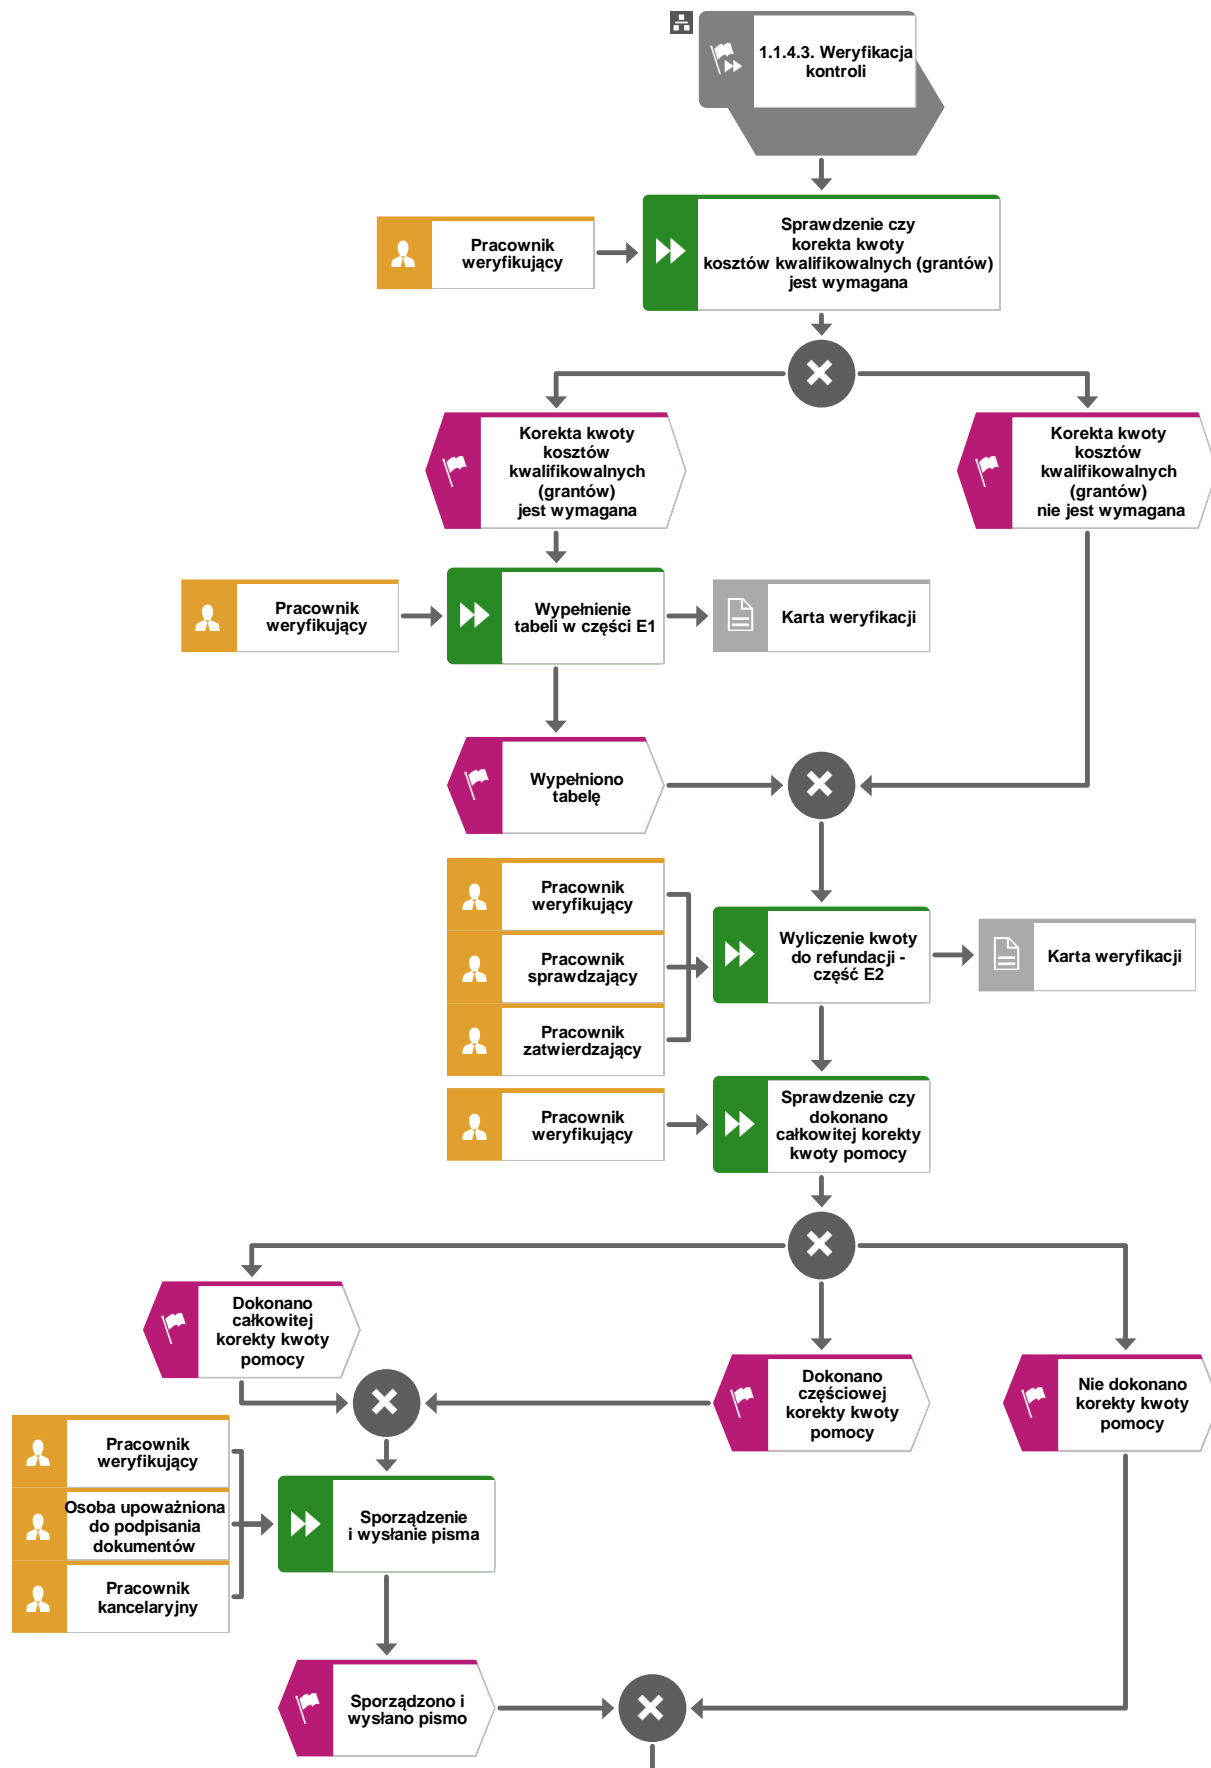 1.1.4.3. Weryfikacja
kontroli
Pracownik
weryfikujący
Sprawdzenie czy
korekta kwoty
kosztów kwalifikowalnych (grantów)
jest wymagana
Korekta kwoty
kosztów
kwalifikowalnych
(grantów)
jest wymagana
Korekta kwoty
kosztów
kwalifikowalnych
(grantów)
nie jest wymagana
Pracownik
weryfikujący
Wypełnienie
tabeli w części E1
Karta weryfikacji
Wypełniono
tabelę
Pracownik
weryfikujący
Pracownik
sprawdzający
Pracownik
zatwierdzający
Wyliczenie kwoty
do refundacji -
część E2
Karta weryfikacji
Pracownik
weryfikujący
Sprawdzenie czy
dokonano
całkowitej korekty
kwoty pomocy
Dokonano
całkowitej
korekty kwoty
pomocy
Dokonano
częściowej
korekty kwoty
pomocy
Nie dokonano
korekty kwoty
pomocy
Pracownik
weryfikujący
Osoba upoważniona
do podpisania
dokumentów
Pracownik
kancelaryjny
Sporządzenie
i wysłanie pisma
Sporządzono i
wysłano pismo